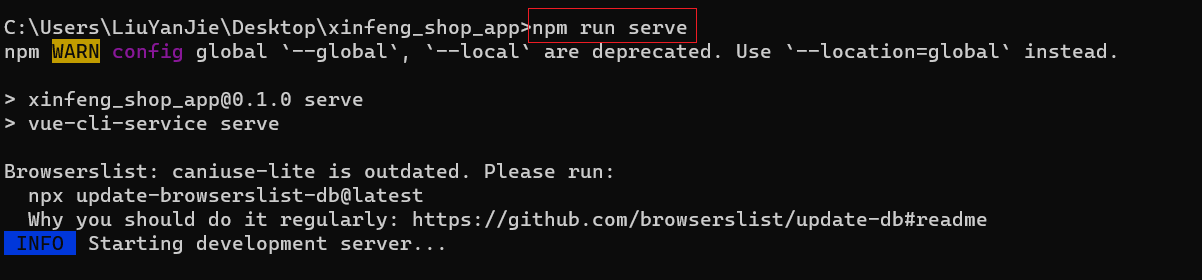 C:\Users\LiuYanJie\Desktop\xinfeng_shop_app>npm run serve
npm WARN config global `--global`, `--local` are deprecated. Use `--location=global` instead.
> xinfeng_shop_app@0.1.0 serve
> vue-cli-service serve
Browserslist: caniuse-lite is outdated. Please run:
npx update-browserslist-db@latest
Why you should do it regularly: https://github.com/browserslist/update-db#readme
INFO Starting development server...